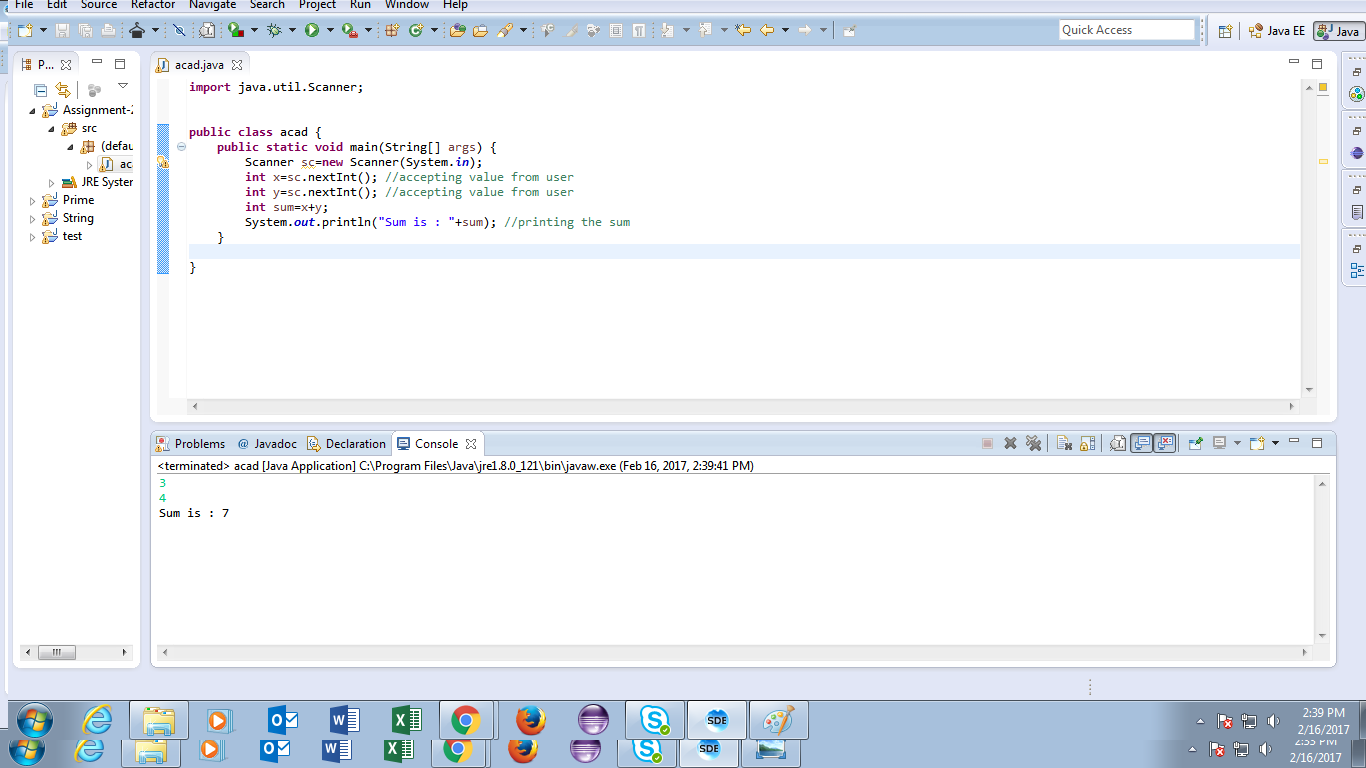 File Edit Source Refactor Navigate Search Project Run Window Help
Quick Access
Java EE
Java
P...
acad.java
Assignment-2
src
(defau
ac
JRE System
Prime
String
test
import java.util.Scanner;
public class acad {
public static void main(String[] args) {
Scanner sc=new Scanner(System.in);
int x=sc.nextInt(); //accepting value from user
int y=sc.nextInt(); //accepting value from user
int sum=x+y;
System.out.println("Sum is : "+sum); //printing the sum
}
}
Problems @ Javadoc Declaration Console
<terminated> acad [Java Application] C:\Program Files\Java\jre1.8.0_121\bin\javaw.exe (Feb 16, 2017, 2:39:41 PM)
3
4
Sum is : 7
SDE
2:39 PM
2/16/2017
SDE
2:35 PM
2/16/2017